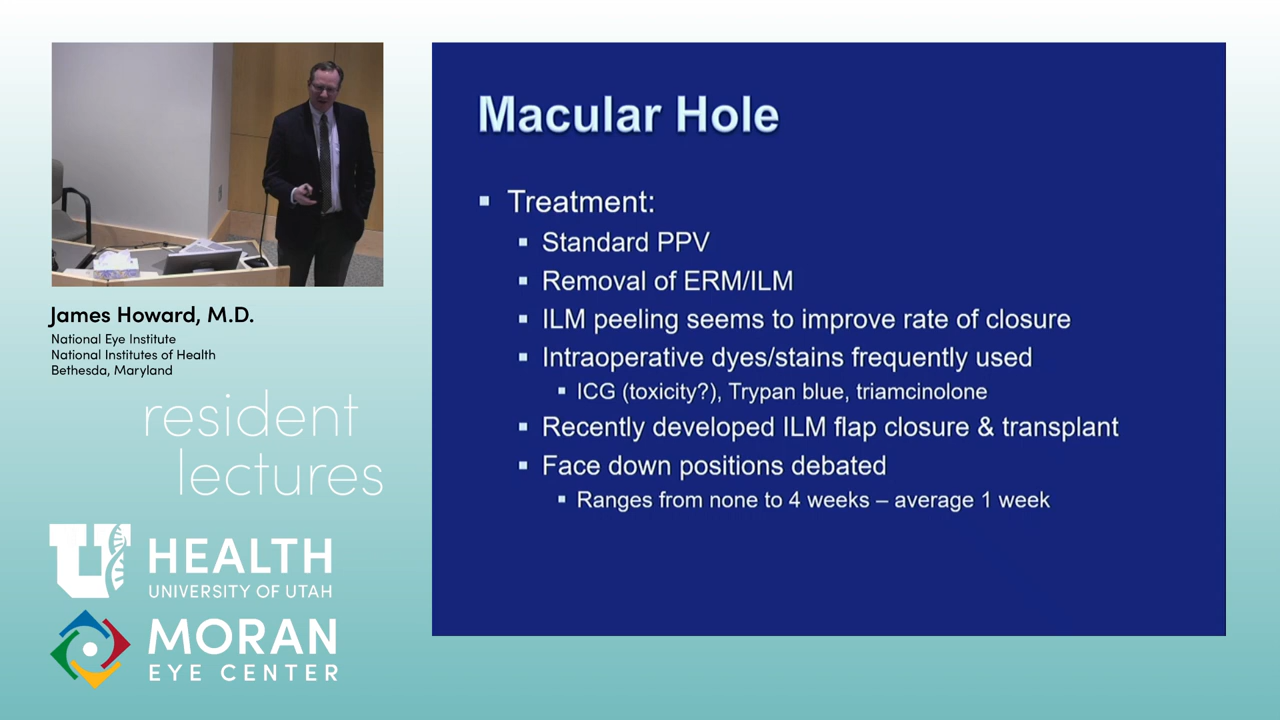 James Howard, M.D.
National Eye Institute
National Institutes of Health
Bethesda, Maryland
resident
lectures
U HEALTH
UNIVERSITY OF UTAH
MORAN
EYE CENTER
Macular Hole
▪ Treatment:
▪ Standard PPV
▪ Removal of ERM/ILM
▪ ILM peeling seems to improve rate of closure
▪ Intraoperative dyes/stains frequently used
▪ ICG (toxicity?), Trypan blue, triamcinolone
▪ Recently developed ILM flap closure & transplant
▪ Face down positions debated
▪ Ranges from none to 4 weeks – average 1 week